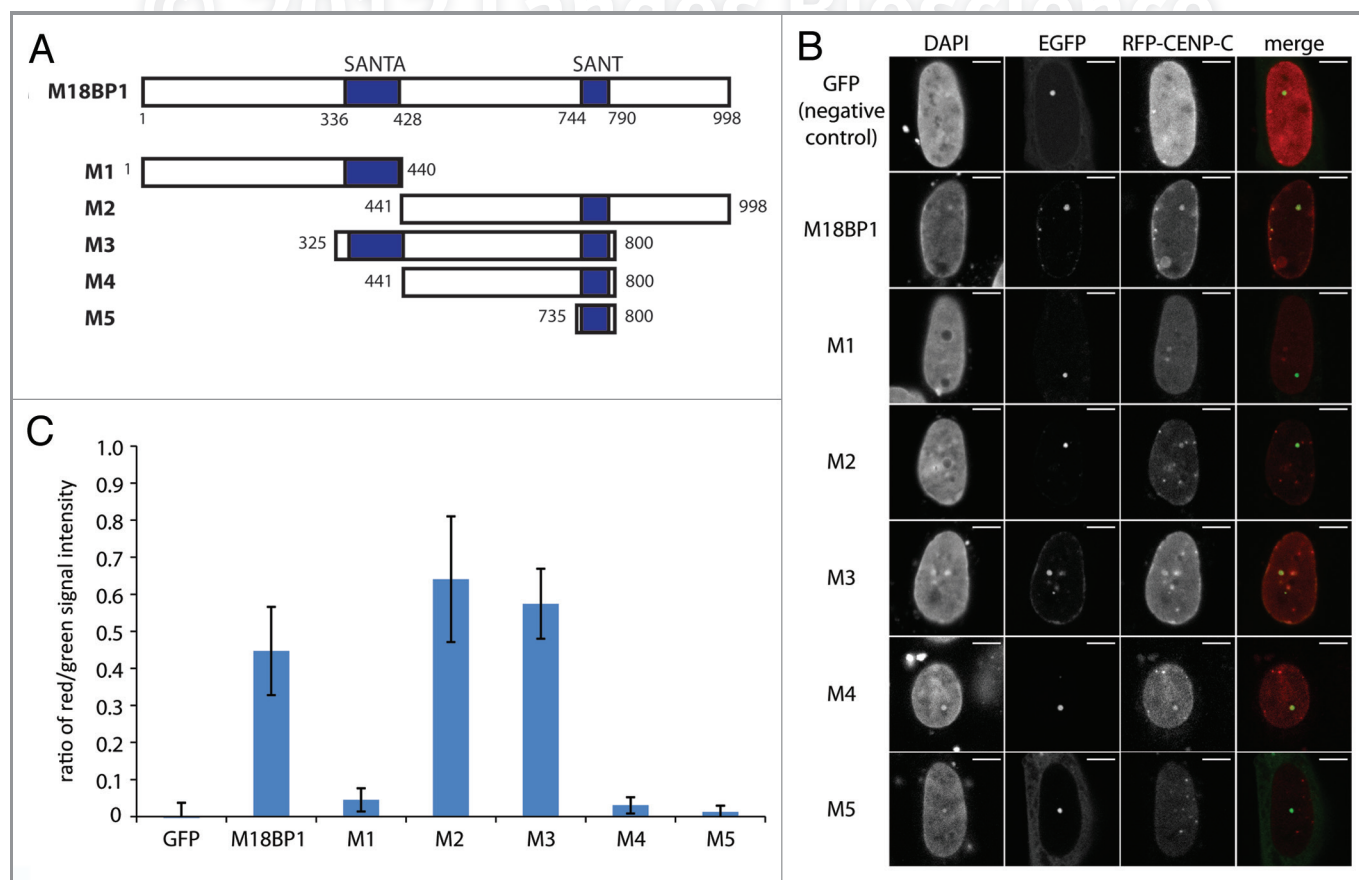 © 2012 Landes Bioscience
A
SANTA SANT
M18BP1
1 336 428 744 790 998
M1 1 440
M2 441 998
M3 325 800
M4 441 800
M5 735 800
B
DAPI EGFP RFP-CENP-C merge
GFP
(negative
control)
M18BP1
M1
M2
M3
M4
M5
C
ratio of red/green signal intensity
1.0
0.9
0.8
0.7
0.6
0.5
0.4
0.3
0.2
0.1
0
GFP M18BP1 M1 M2 M3 M4 M5